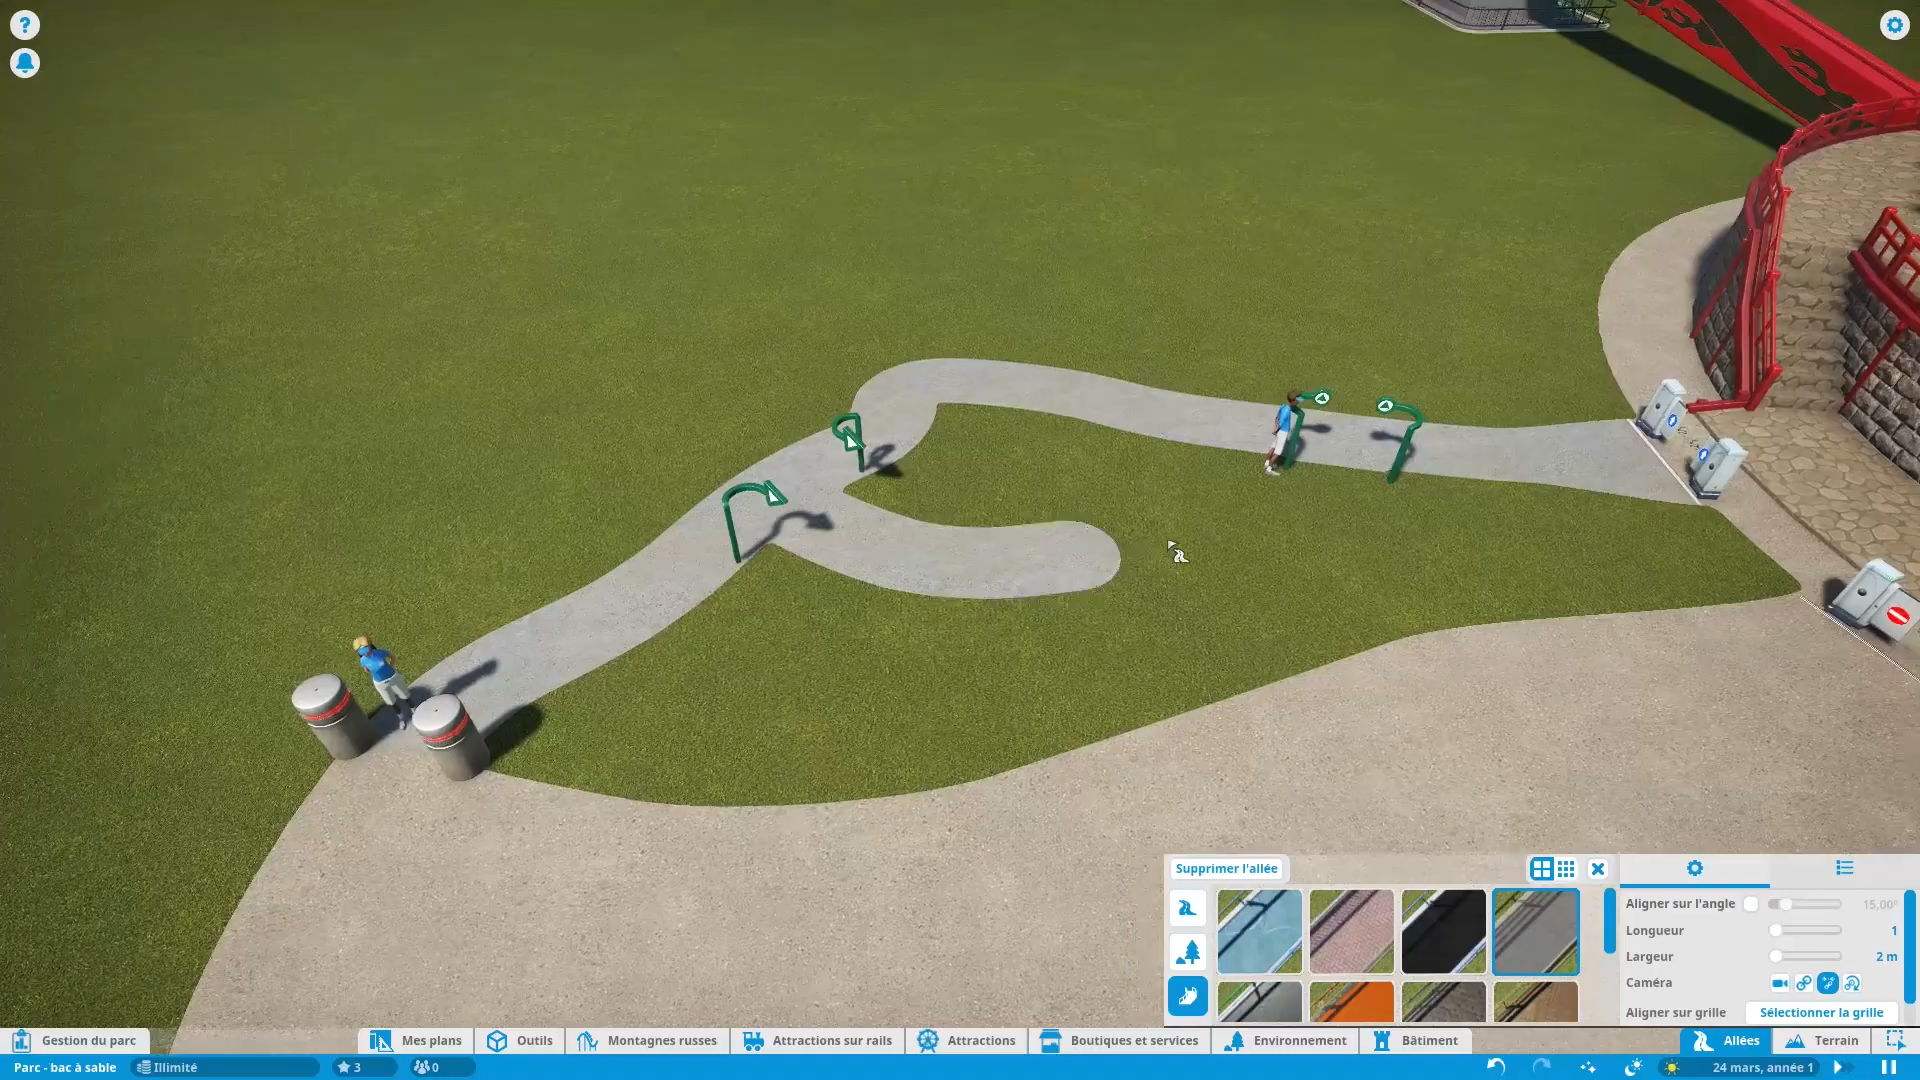 Supprimer l'allée
Aligner sur l'angle 15,00°
Longueur 1
Largeur 2 m
Caméra
Aligner sur grille Sélectionner la grille
Gestion du parc Mes plans Outils Montagnes russes Attractions sur rails Attractions Boutiques et services Environnement Bâtiment Allées Terrain
Parc - bac à sable Illimité 3 0 24 mars, année 1